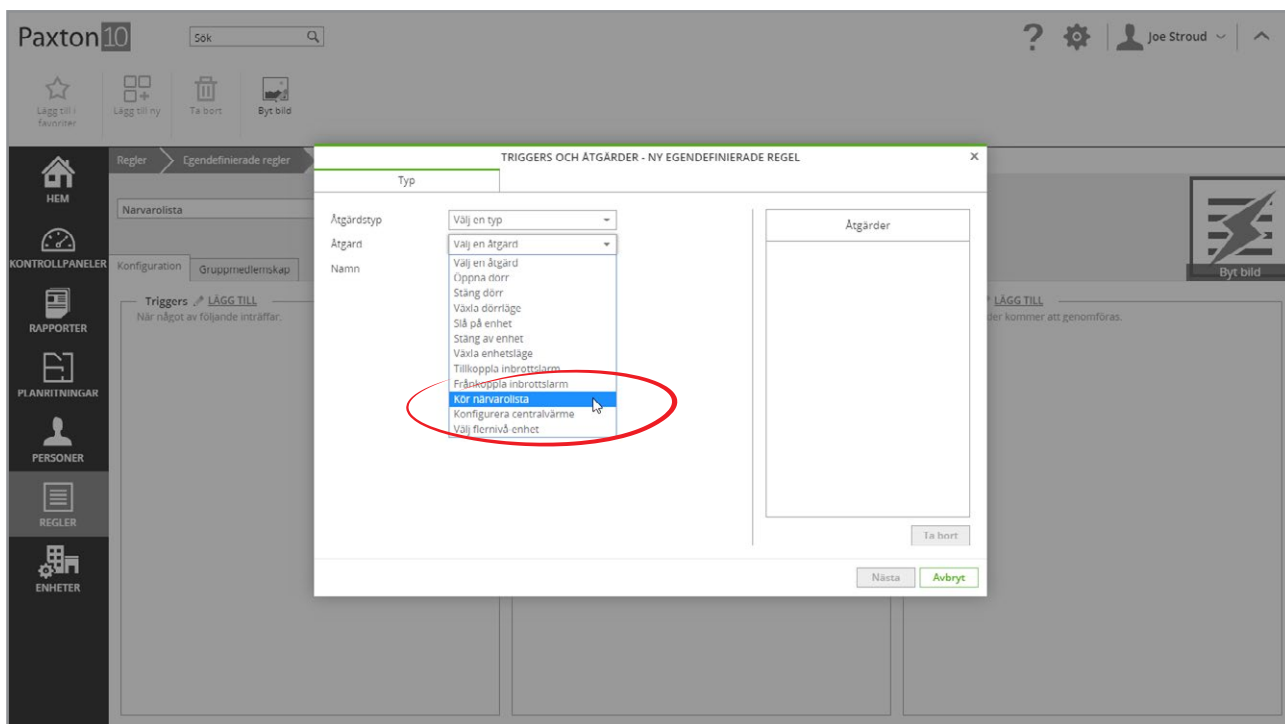 Paxton10
Sök
Joe Stroud
Lägg till i
favoriter
Lägg till ny
Ta bort
Byt bild
HEM
KONTROLLPANELER
RAPPORTER
PLANRITNINGAR
PERSONER
REGLER
ENHETER
Regler
Egendefinierade regler
Narvarolista
Konfiguration
Gruppmedlemskap
Triggers LÄGG TILL
När något av följande inträffar.
TRIGGERS OCH ÅTGÄRDER - NY EGENDEFINIERADE REGEL
Typ
Åtgärdstyp
Välj en typ
Åtgärd
Välj en åtgärd
Namn
Välj en åtgärd
Öppna dörr
Stäng dörr
Växla dörrläge
Slå på enhet
Stäng av enhet
Växla enhetsläge
Tillkoppla inbrottslarm
Frånkoppla inbrottslarm
Kör närvarolista
Konfigurera centralvärme
Välj flernivå enhet
Åtgärder
Ta bort
Nästa
Avbryt
Byt bild
LÄGG TILL
der kommer att genomföras.